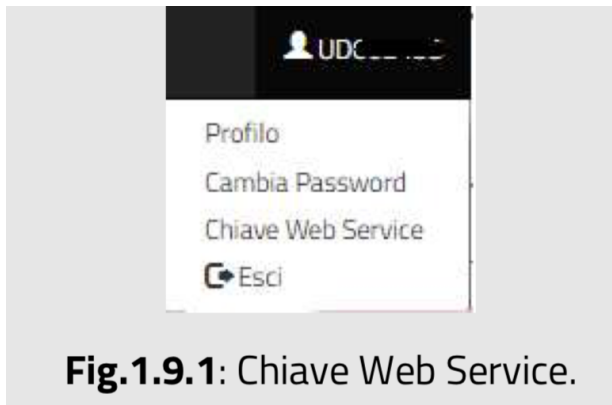 Profilo
Cambia Password
Chiave Web Service
Esci
Fig.1.9.1: Chiave Web Service.